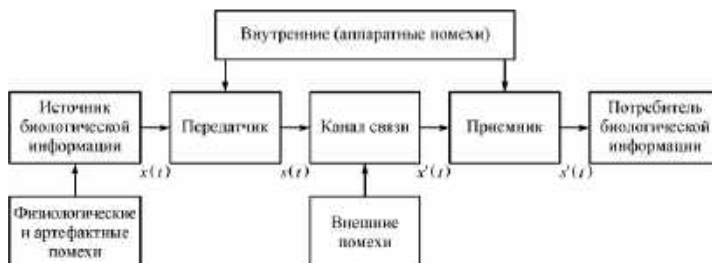 Внутренние (аппаратные помехи)
Источник
биологической
информации
Передатчик
Канал связи
Приемник
Потребитель
биологической
информации
x(t)
s(t)
x'(t)
s'(t)
Физиологические
и артефактные
помехи
Внешние
помехи